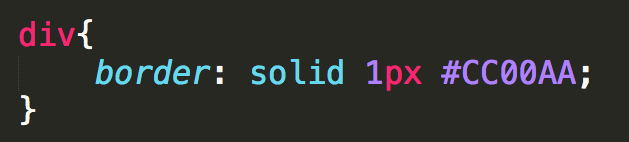 div{
    border: solid 1px #CC00AA;
}